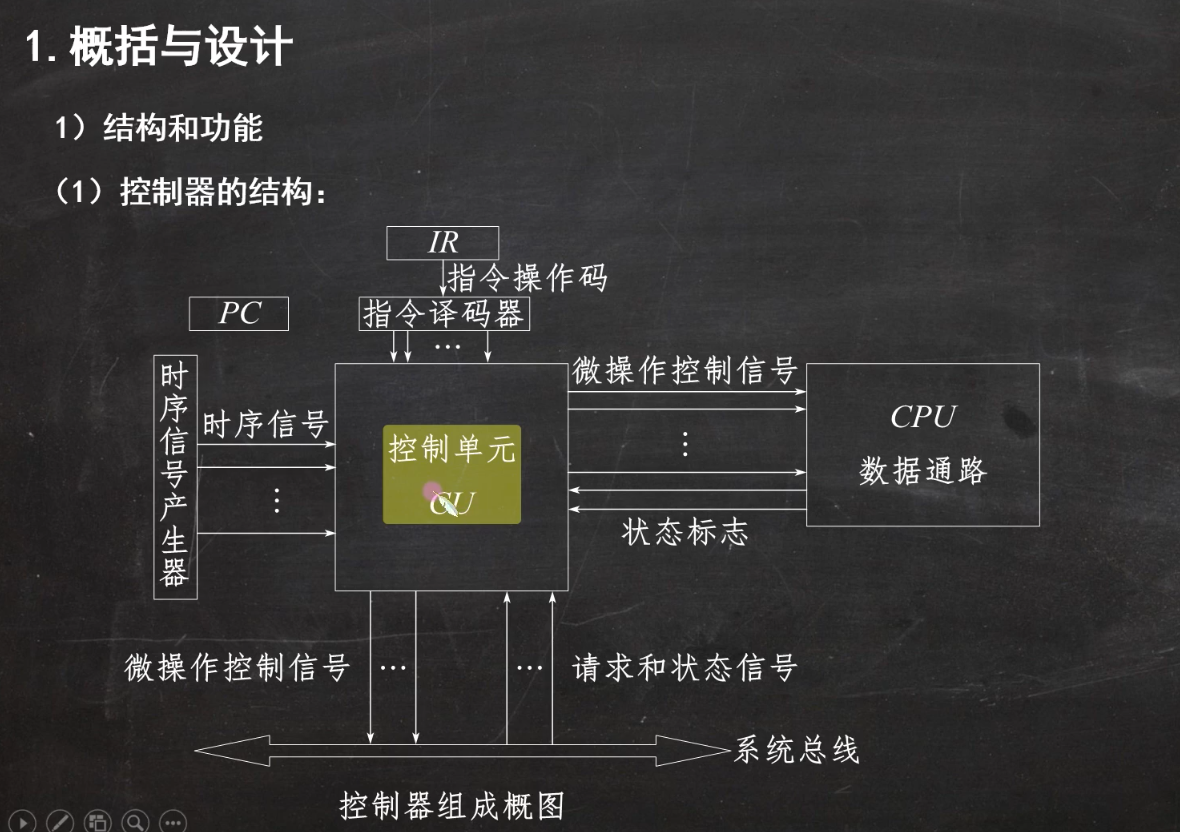 1. 概括与设计
1）结构和功能
（1）控制器的结构：
IR
指令操作码
PC
指令译码器
…
时序信号产生器
时序信号
⋮
控制单元
CU
微操作控制信号
⋮
状态标志
CPU
数据通路
微操作控制信号
…
…
请求和状态信号
系统总线
控制器组成概图